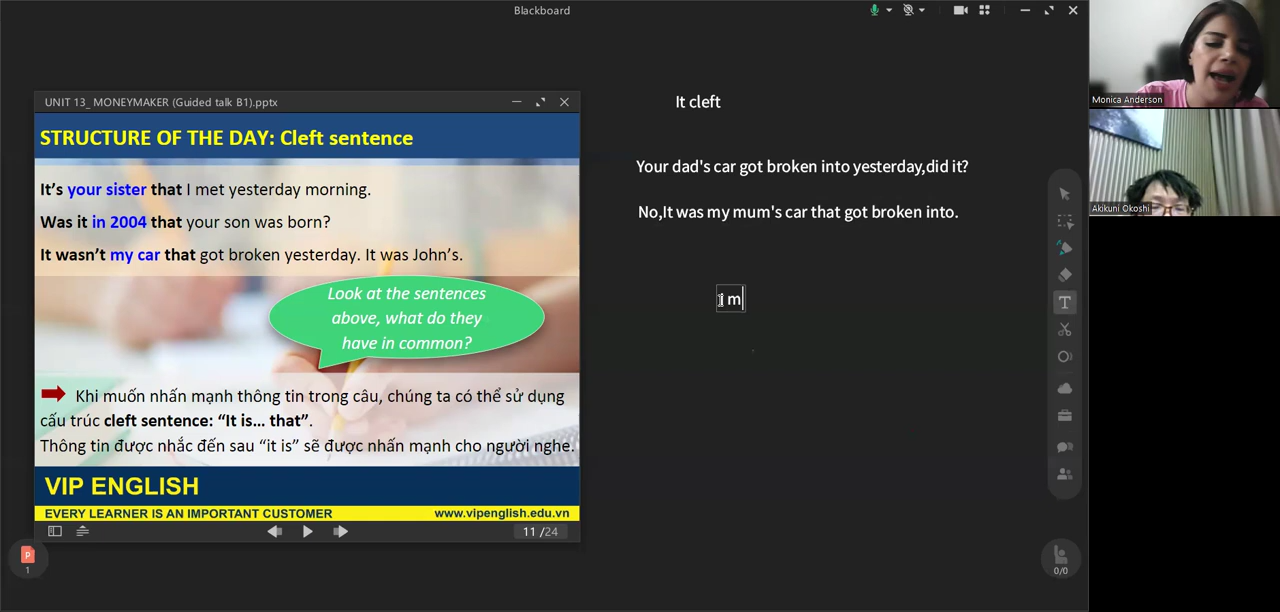 Blackboard
UNIT 13_ MONEYMAKER (Guided talk B1).pptx
STRUCTURE OF THE DAY: Cleft sentence
It's your sister that I met yesterday morning.
Was it in 2004 that your son was born?
It wasn't my car that got broken yesterday. It was John's.
Look at the sentences
above, what do they
have in common?
Khi muốn nhấn mạnh thông tin trong câu, chúng ta có thể sử dụng
cấu trúc cleft sentence: “It is... that”.
Thông tin được nhắc đến sau “it is” sẽ được nhấn mạnh cho người nghe.
VIP ENGLISH
EVERY LEARNER IS AN IMPORTANT CUSTOMER
www.vipenglish.edu.vn
11 /24
P
1
It cleft
Your dad's car got broken into yesterday,did it?
No,It was my mum's car that got broken into.
i m
T
0/0
Monica Anderson
Akikuni Okoshi